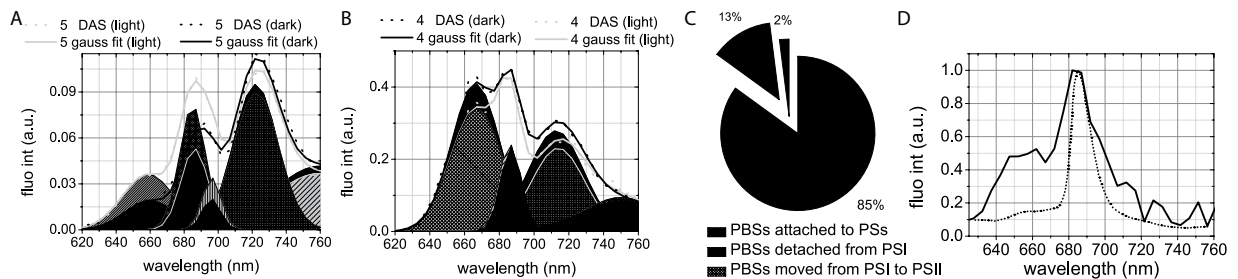 A
5 DAS (light)
5 DAS (dark)
5 gauss fit (light)
5 gauss fit (dark)
fluo int (a.u.)
0.09
0.06
0.03
0.00
620 640 660 680 700 720 740 760
wavelength (nm)
B
4 DAS (dark)
4 DAS (light)
4 gauss fit (dark)
4 gauss fit (light)
fluo int (a.u.)
0.4
0.2
0.0
620 640 660 680 700 720 740 760
wavelength (nm)
C
13%
2%
85%
PBSs attached to PSs
PBSs detached from PSI
PBSs moved from PSI to PSII
D
fluo int (a.u.)
1.0
0.8
0.6
0.4
0.2
0.0
640 660 680 700 720 740 760
wavelength (nm)